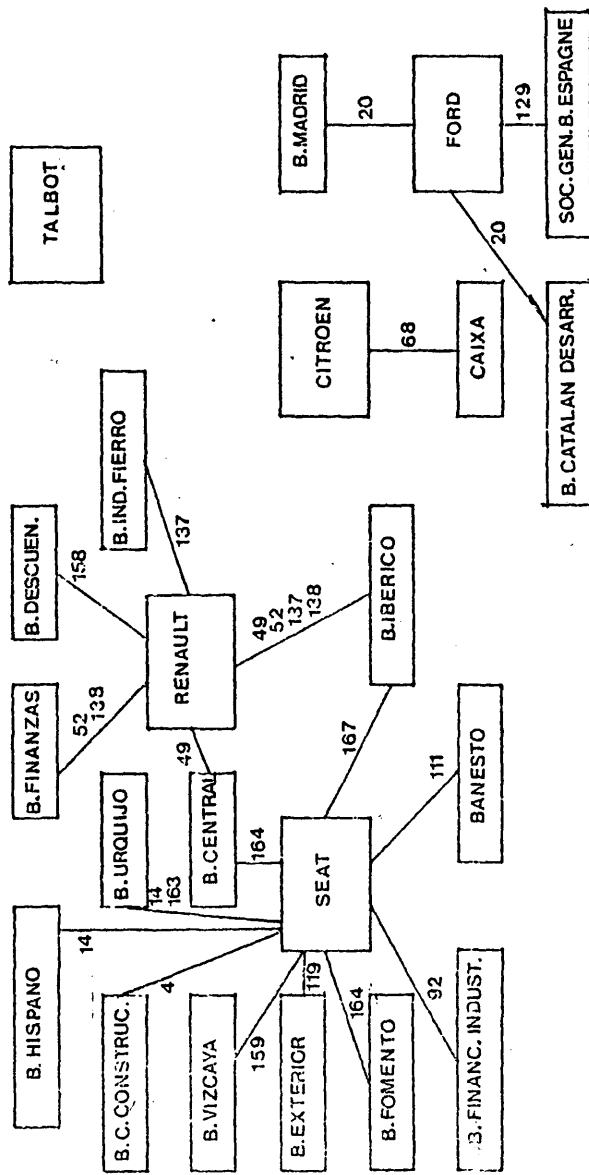 B. HISPANO
B. FINANZAS
B. DESCUEN.
TALBOT
14
52
138
158
B. C. CONSTRUC.
B. URQUIJO
B. IND. FIERRO
4
14
163
137
B. VIZCAYA
B. CENTRAL
49
RENAULT
159
164
B. EXTERIOR
119
SEAT
49
52
137
138
B. MADRID
164
167
20
B. FOMENTO
B. IBERICO
CITROEN
FORD
92
111
68
20
129
B. FINANC. INDUST.
BANESTO
CAIXA
B. CATALAN DESARR.
SOC. GEN. B. ESPAGNE